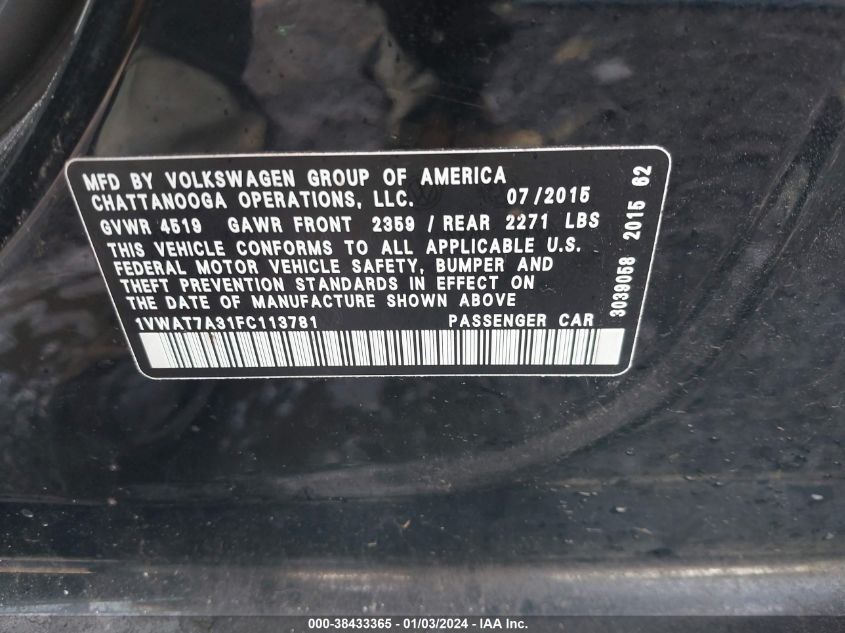 MFD BY VOLKSWAGEN GROUP OF AMERICA
CHATTANOOGA OPERATIONS, LLC. 07/2015
GVWR 4519 GAWR FRONT 2359 / REAR 2271 LBS
THIS VEHICLE CONFORMS TO ALL APPLICABLE U.S.
FEDERAL MOTOR VEHICLE SAFETY, BUMPER AND
THEFT PREVENTION STANDARDS IN EFFECT ON
THE DATE OF MANUFACTURE SHOWN ABOVE
1VWAT7A31FC113781 PASSENGER CAR
3039058 2015 62
000-38433365 - 01/03/2024 - IAA Inc.